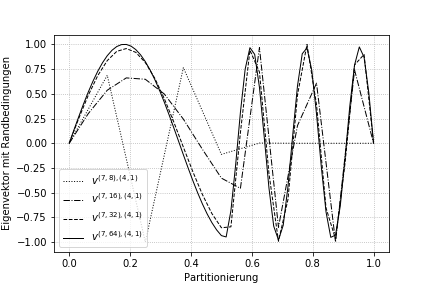 1.00
0.75
0.50
0.25
0.00
−0.25
−0.50
−0.75
−1.00
Eigenvektor mit Randbedingungen
v(7, 8), (4, 1)
v(7, 16), (4, 1)
v(7, 32), (4, 1)
v(7, 64), (4, 1)
0.0 0.2 0.4 0.6 0.8 1.0
Partitionierung